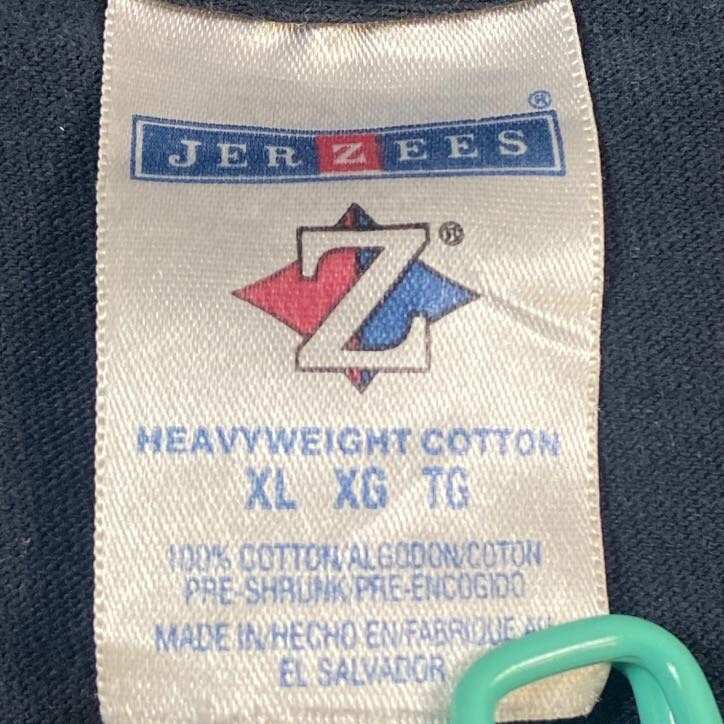 JERZEES ®
Z ®
HEAVYWEIGHT COTTON
XL XG TG
100% COTTON/ALGODON/COTON
PRE-SHRUNK/PRE-ENCOGIDO
MADE IN/HECHO EN/FABRIQUE AU
EL SALVADOR